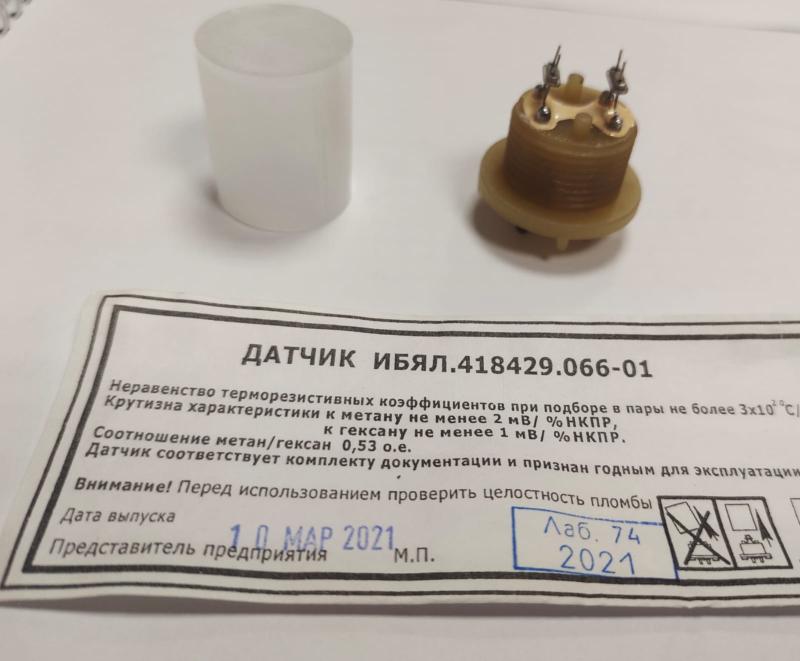 ДАТЧИК ИБЯЛ.418429.066-01
Неравенство терморезистивных коэффициентов при подборе в пары не более 3x10² °С/
Крутизна характеристики к метану не менее 2 мВ/ %НКПР,
к гексану не менее 1 мВ/ %НКПР.
Соотношение метан/гексан 0,53 о.е.
Датчик соответствует комплекту документации и признан годным для эксплуатации
Внимание! Перед использованием проверить целостность пломбы
Дата выпуска
10 МАР 2021
Представитель предприятия М.П.
Лаб. 74
2021